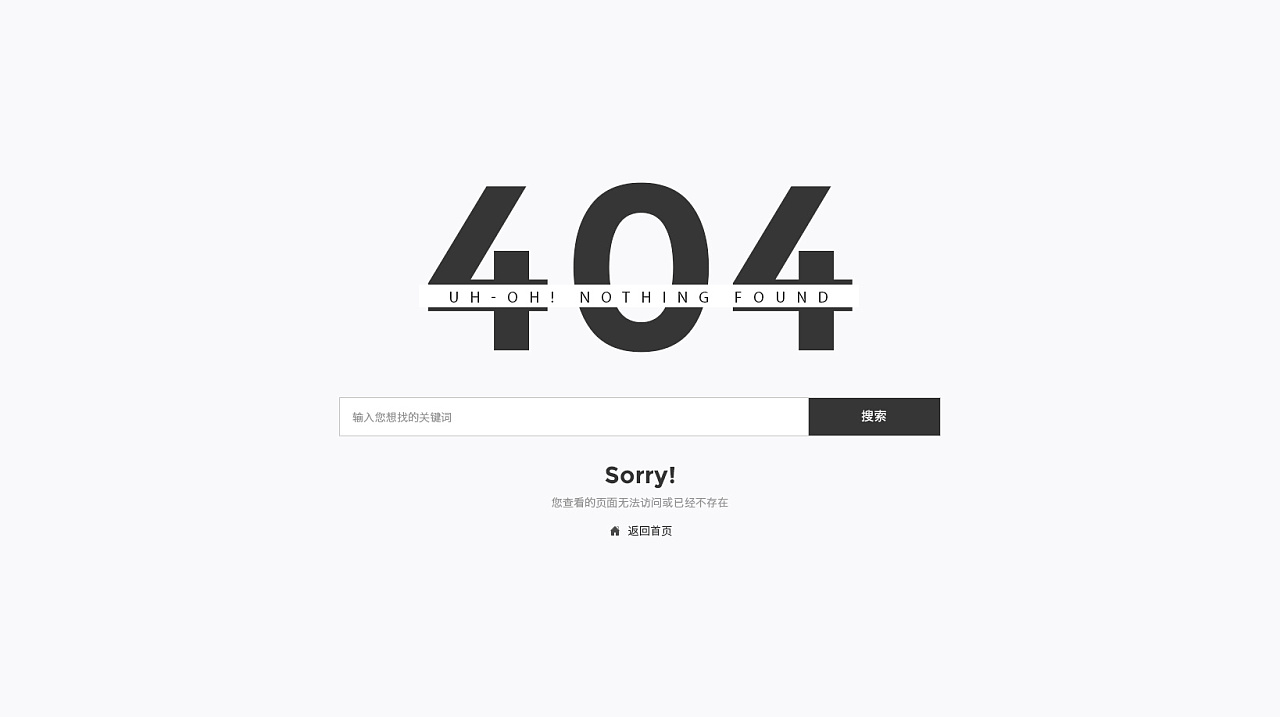 404
UH-OH! NOTHING FOUND
输入您想找的关键词
搜索
Sorry!
您查看的页面无法访问或已经不存在
返回首页